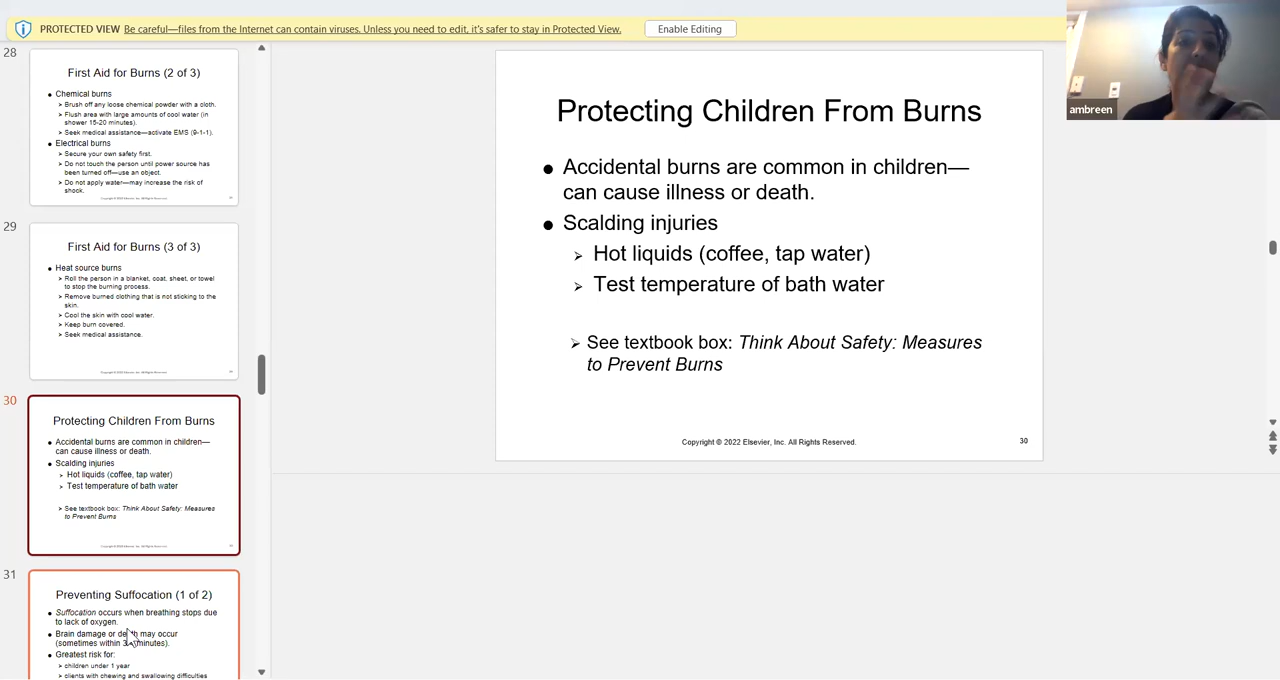 PROTECTED VIEW Be careful—files from the Internet can contain viruses. Unless you need to edit, it's safer to stay in Protected View. Enable Editing
28
First Aid for Burns (2 of 3)
• Chemical burns
➢ Brush off any loose chemical powder with a cloth.
➢ Flush area with large amounts of cool water (in
shower 15-20 minutes).
➢ Seek medical assistance—activate EMS (9-1-1).
• Electrical burns
➢ Secure your own safety first.
➢ Do not touch the person until power source has
been turned off—use an object.
➢ Do not apply water—may increase the risk of
shock.
29
First Aid for Burns (3 of 3)
• Heat source burns
➢ Roll the person in a blanket, coat, sheet, or towel
to stop the burning process.
➢ Remove burned clothing that is not sticking to the
skin.
➢ Cool the skin with cool water.
➢ Keep burn covered.
➢ Seek medical assistance.
30
Protecting Children From Burns
• Accidental burns are common in children—
can cause illness or death.
• Scalding injuries
➢ Hot liquids (coffee, tap water)
➢ Test temperature of bath water
➢ See textbook box: Think About Safety: Measures
to Prevent Burns
31
Preventing Suffocation (1 of 2)
• Suffocation occurs when breathing stops due
to lack of oxygen.
• Brain damage or death may occur
(sometimes within minutes).
• Greatest risk for:
➢ children under 1 year
➢ clients with chewing and swallowing difficulties
Protecting Children From Burns
• Accidental burns are common in children—
can cause illness or death.
• Scalding injuries
➢ Hot liquids (coffee, tap water)
➢ Test temperature of bath water
➢ See textbook box: Think About Safety: Measures
to Prevent Burns
Copyright © 2022 Elsevier, Inc. All Rights Reserved.
30
ambreen